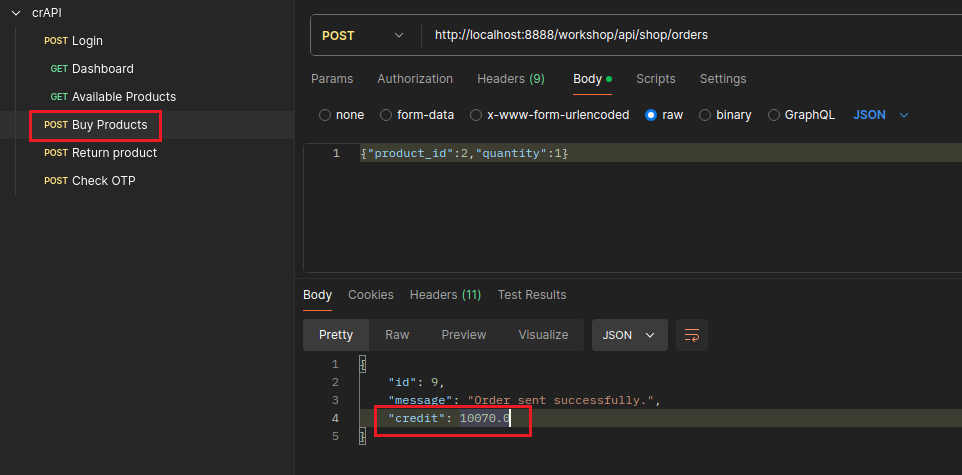 crAPI
POST Login
GET Dashboard
GET Available Products
POST Buy Products
POST Return product
POST Check OTP
POST http://localhost:8888/workshop/api/shop/orders
Params Authorization Headers (9) Body Scripts Settings
none form-data x-www-form-urlencoded raw binary GraphQL JSON
1 {"product_id":2,"quantity":1}
Body Cookies Headers (11) Test Results
Pretty Raw Preview Visualize JSON
1 {
2 "id": 9,
3 "message": "Order sent successfully.",
4 "credit": 10070.0
5 }